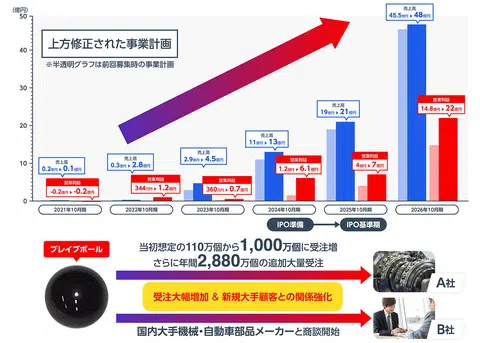 (億円)
50
40
30
20
10
0
上方修正された事業計画
※半透明グラフは前回募集時の事業計画
売上高
0.2億円▶0.1億円
営業利益
-0.2億円▶-0.2億円
2021年10月期
売上高
0.3億円▶2.8億円
営業利益
344万円▶1.2億円
2022年10月期
売上高
2.9億円▶4.5億円
営業利益
360万円▶0.7億円
2023年10月期
売上高
11億円▶13億円
営業利益
1.2億円▶6.1億円
2024年10月期
売上高
19億円▶21億円
営業利益
4億円▶7億円
2025年10月期
売上高
45.5億円▶48億円
営業利益
14.8億円▶22億円
2026年10月期
IPO準備
IPO基準期
ブレイブボール
当初想定の110万個から1,000万個に受注増
さらに年間2,880万個の追加大量受注
受注大幅増加 & 新規大手顧客との関係強化
国内大手機械・自動車部品メーカーと商談開始
A社
B社